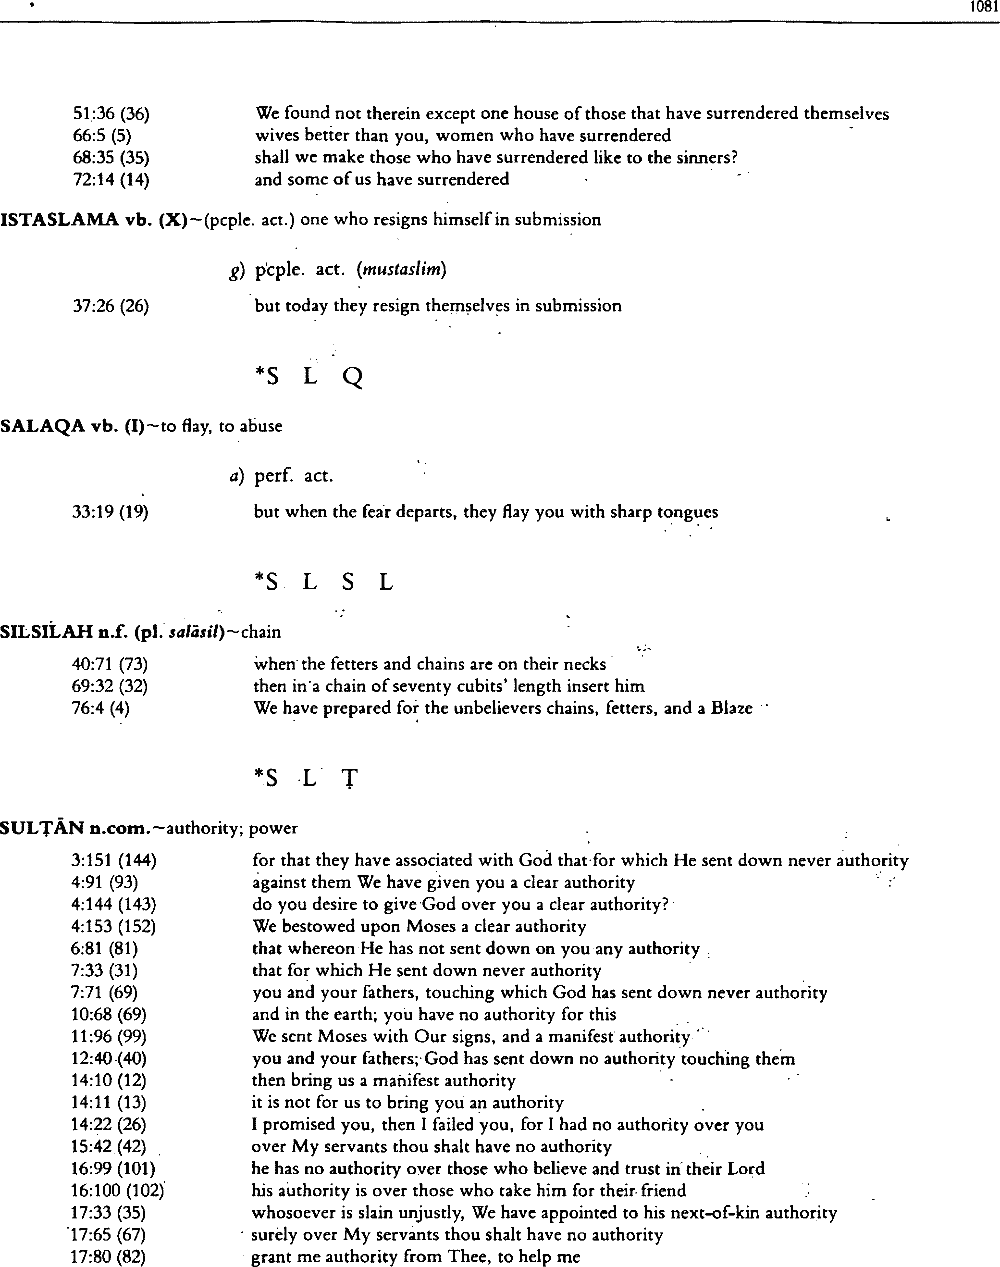 1081
51:36 (36) We found not therein except one house of those that have surrendered themselves
66:5 (5) wives better than you, women who have surrendered
68:35 (35) shall we make those who have surrendered like to the sinners?
72:14 (14) and some of us have surrendered
ISTASLAMA vb. (X)~(pcple. act.) one who resigns himself in submission
g) pcple. act. (mustaslim)
37:26 (26) but today they resign themselves in submission
*S L Q
SALAQA vb. (I)~to flay, to abuse
a) perf. act.
33:19 (19) but when the fear departs, they flay you with sharp tongues
*S L S L
SILSILAH n.f. (pl. salāsil)~chain
40:71 (73) when the fetters and chains are on their necks
69:32 (32) then in a chain of seventy cubits' length insert him
76:4 (4) We have prepared for the unbelievers chains, fetters, and a Blaze
*S L Ṭ
SULṬĀN n.com.~authority; power
3:151 (144) for that they have associated with God that for which He sent down never authority
4:91 (93) against them We have given you a clear authority
4:144 (143) do you desire to give God over you a clear authority?
4:153 (152) We bestowed upon Moses a clear authority
6:81 (81) that whereon He has not sent down on you any authority
7:33 (31) that for which He sent down never authority
7:71 (69) you and your fathers, touching which God has sent down never authority
10:68 (69) and in the earth; you have no authority for this
11:96 (99) We sent Moses with Our signs, and a manifest authority
12:40 (40) you and your fathers; God has sent down no authority touching them
14:10 (12) then bring us a manifest authority
14:11 (13) it is not for us to bring you an authority
14:22 (26) I promised you, then I failed you, for I had no authority over you
15:42 (42) over My servants thou shalt have no authority
16:99 (101) he has no authority over those who believe and trust in their Lord
16:100 (102) his authority is over those who take him for their friend
17:33 (35) whosoever is slain unjustly, We have appointed to his next-of-kin authority
17:65 (67) surely over My servants thou shalt have no authority
17:80 (82) grant me authority from Thee, to help me